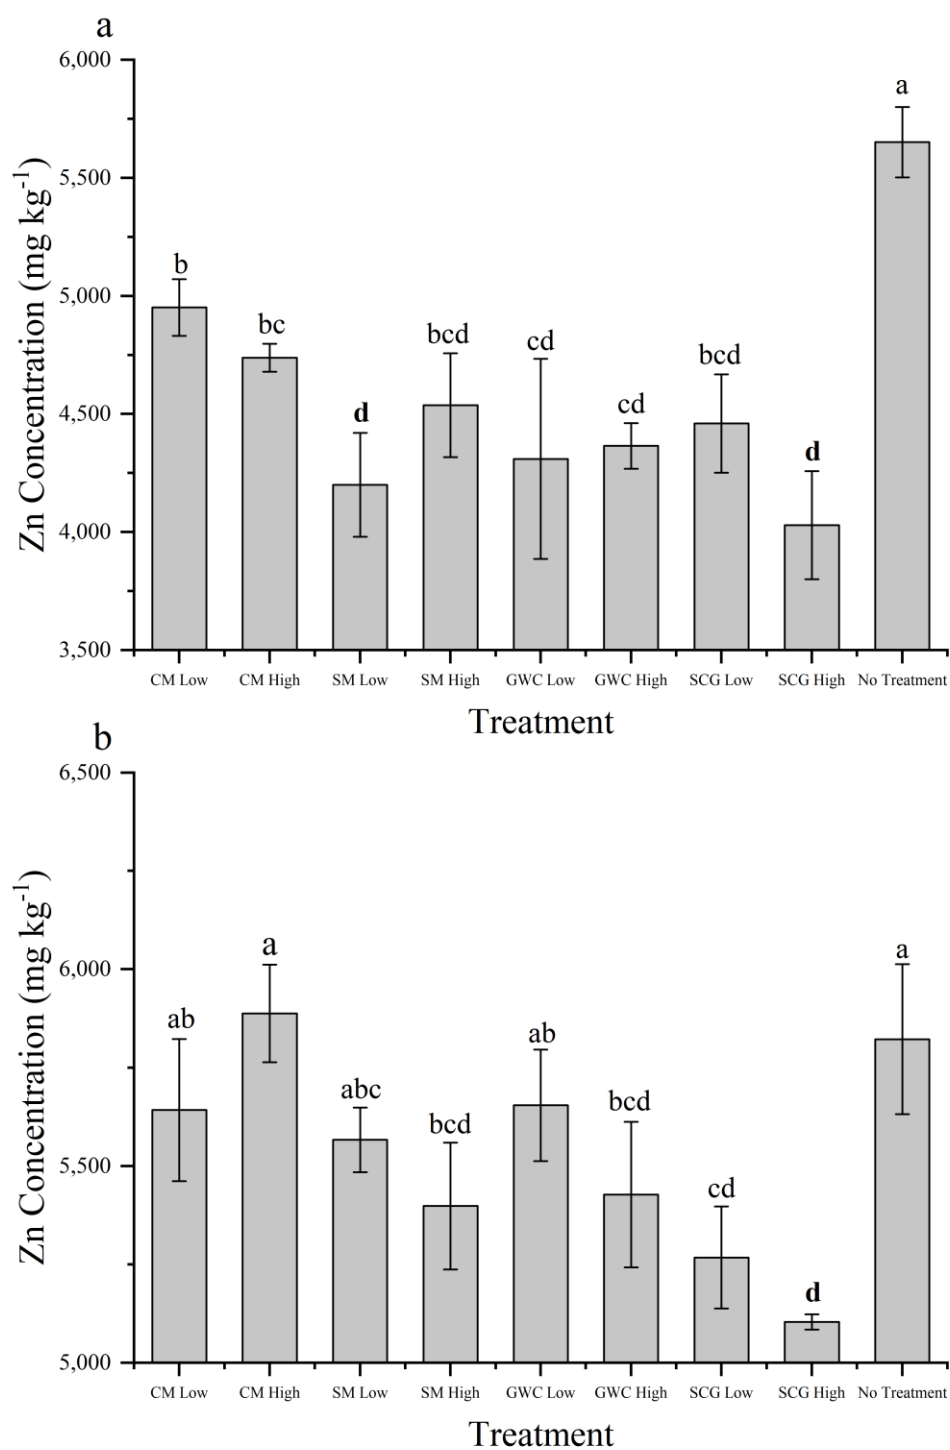 a
6,000
a
5,500
b
5,000
bc
bcd
cd
bcd
cd
4,500
d
d
4,000
3,500
Zn Concentration (mg kg⁻¹)
CM Low CM High SM Low SM High GWC Low GWC High SCG Low SCG High No Treatment
Treatment
b
6,500
6,000
a
a
ab
ab
abc
bcd
bcd
5,500
cd
d
5,000
Zn Concentration (mg kg⁻¹)
CM Low CM High SM Low SM High GWC Low GWC High SCG Low SCG High No Treatment
Treatment